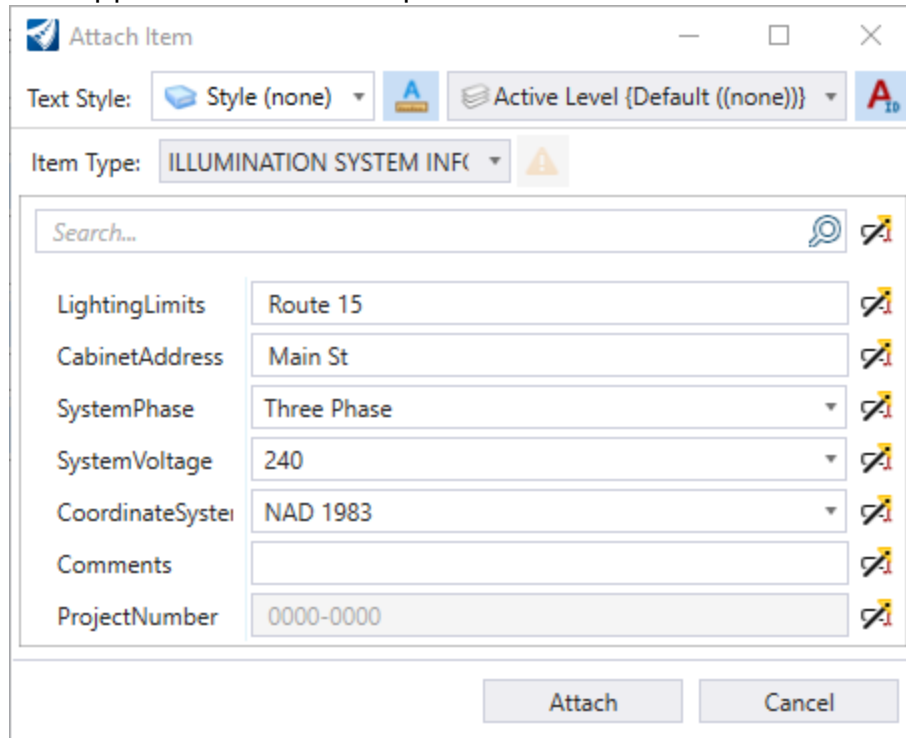 Attach Item
Text Style: Style (none) Active Level {Default ((none))}
Item Type: ILLUMINATION SYSTEM INF(
Search...
LightingLimits Route 15
CabinetAddress Main St
SystemPhase Three Phase
SystemVoltage 240
CoordinateSyster NAD 1983
Comments
ProjectNumber 0000-0000
Attach Cancel